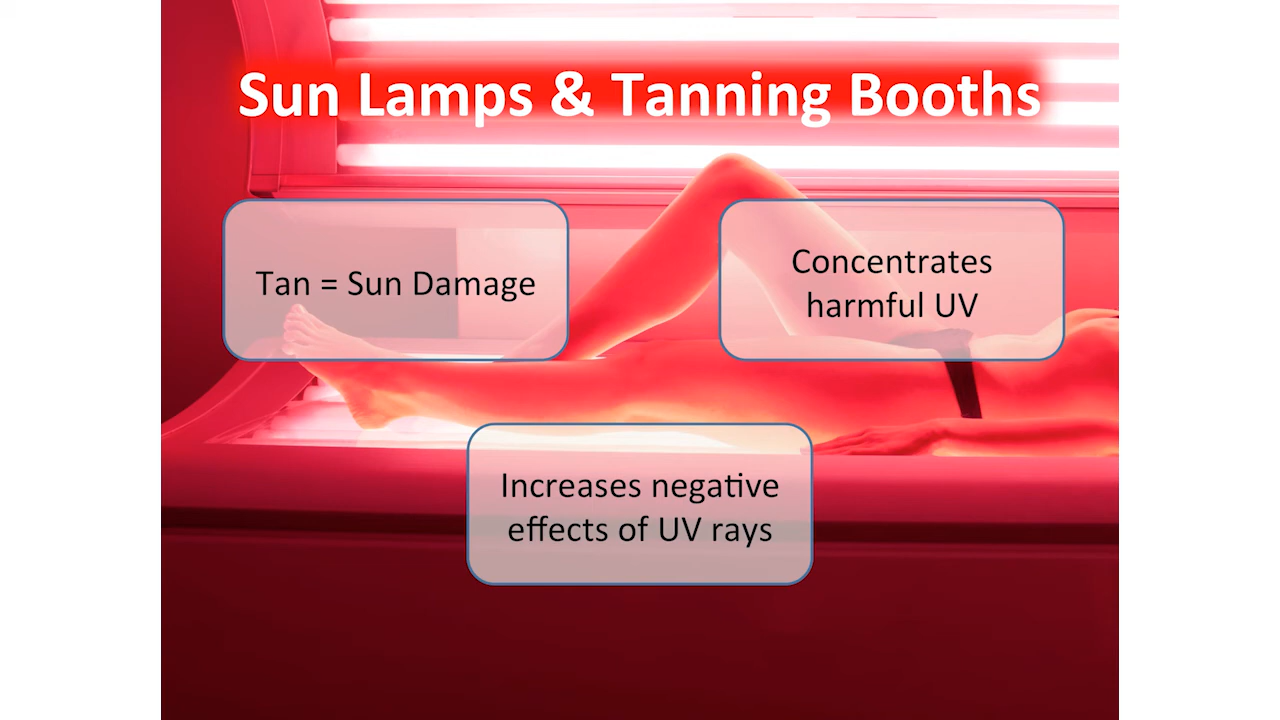 Sun Lamps & Tanning Booths
Tan = Sun Damage
Concentrates
harmful UV
Increases negative
effects of UV rays